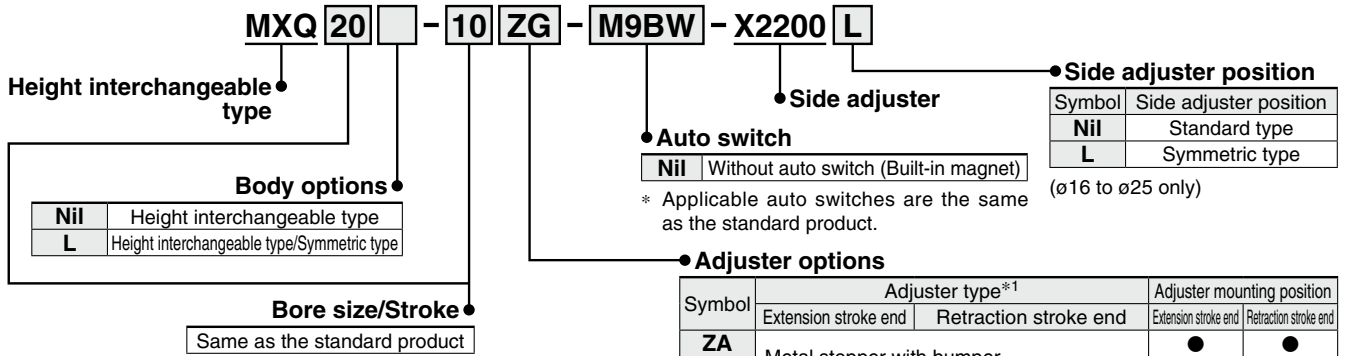 MXQ 20 - 10 ZG - M9BW - X2200 L
Height interchangeable
type
Body options
Nil Height interchangeable type
L Height interchangeable type/Symmetric type
Bore size/Stroke
Same as the standard product
Side adjuster
Auto switch
Nil Without auto switch (Built-in magnet)
* Applicable auto switches are the same
as the standard product.
Side adjuster position
Symbol Side adjuster position
Nil Standard type
L Symmetric type
(ø16 to ø25 only)
Adjuster options
Symbol Adjuster type*1 Adjuster mounting position
Extension stroke end Retraction stroke end Extension stroke end Retraction stroke end
ZA ● ●